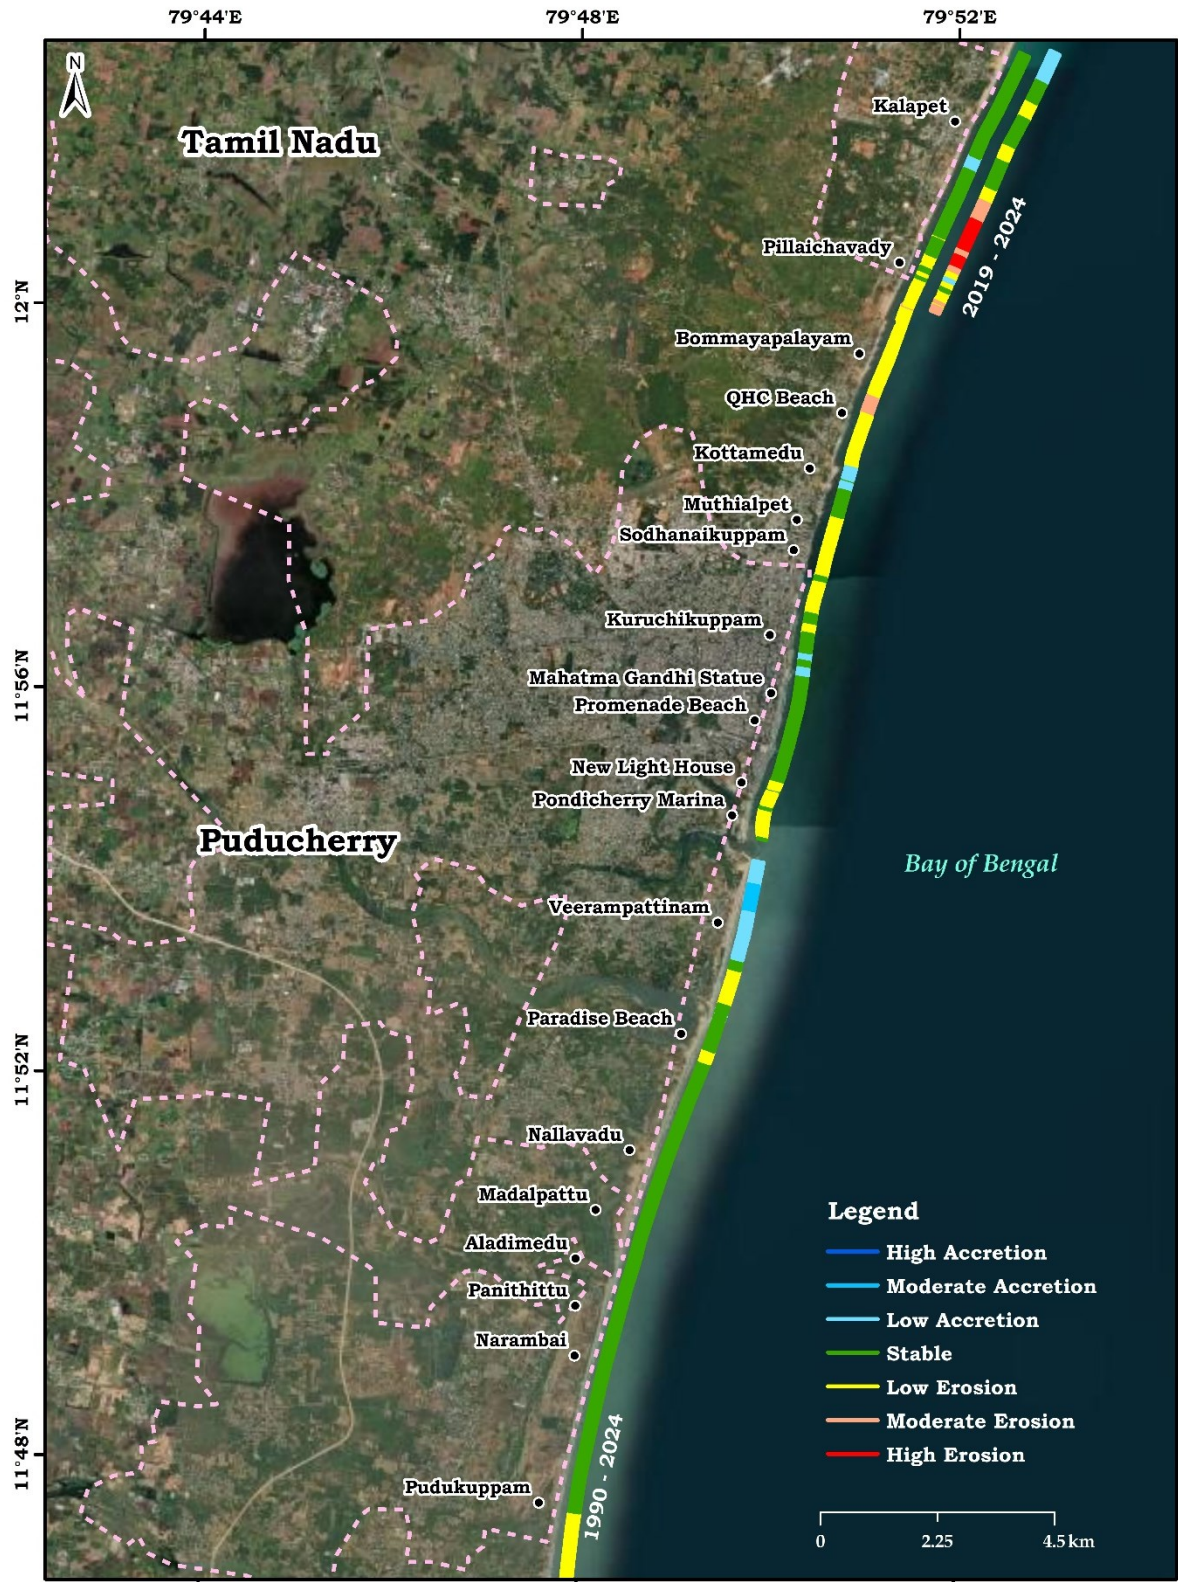 79°44'E
79°48'E
79°52'E
N
Tamil Nadu
Kalapet
2019 - 2024
Pillaichavady
12°N
Bommayapalayam
QHC Beach
Kottamedu
Muthialpet
Sodhanaikuppam
Kuruchikuppam
Mahatma Gandhi Statue
11°56'N
Promenade Beach
New Light House
Pondicherry Marina
Puducherry
Bay of Bengal
Veerampattinam
Paradise Beach
11°52'N
Nallavadu
Madalpattu
Aladimedu
Panithittu
Narambai
11°48'N
Pudukuppam
1990 - 2024
Legend
High Accretion
Moderate Accretion
Low Accretion
Stable
Low Erosion
Moderate Erosion
High Erosion
0 2.25 4.5 km